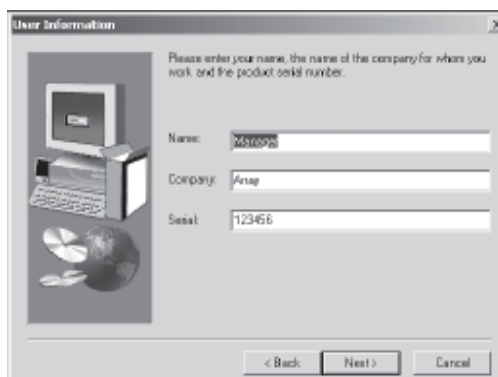 User Information
Please enter your name, the name of the company for whom you
work and the product serial number.
Name: Manager
Company: Array
Serial: 123456
< Back Next > Cancel